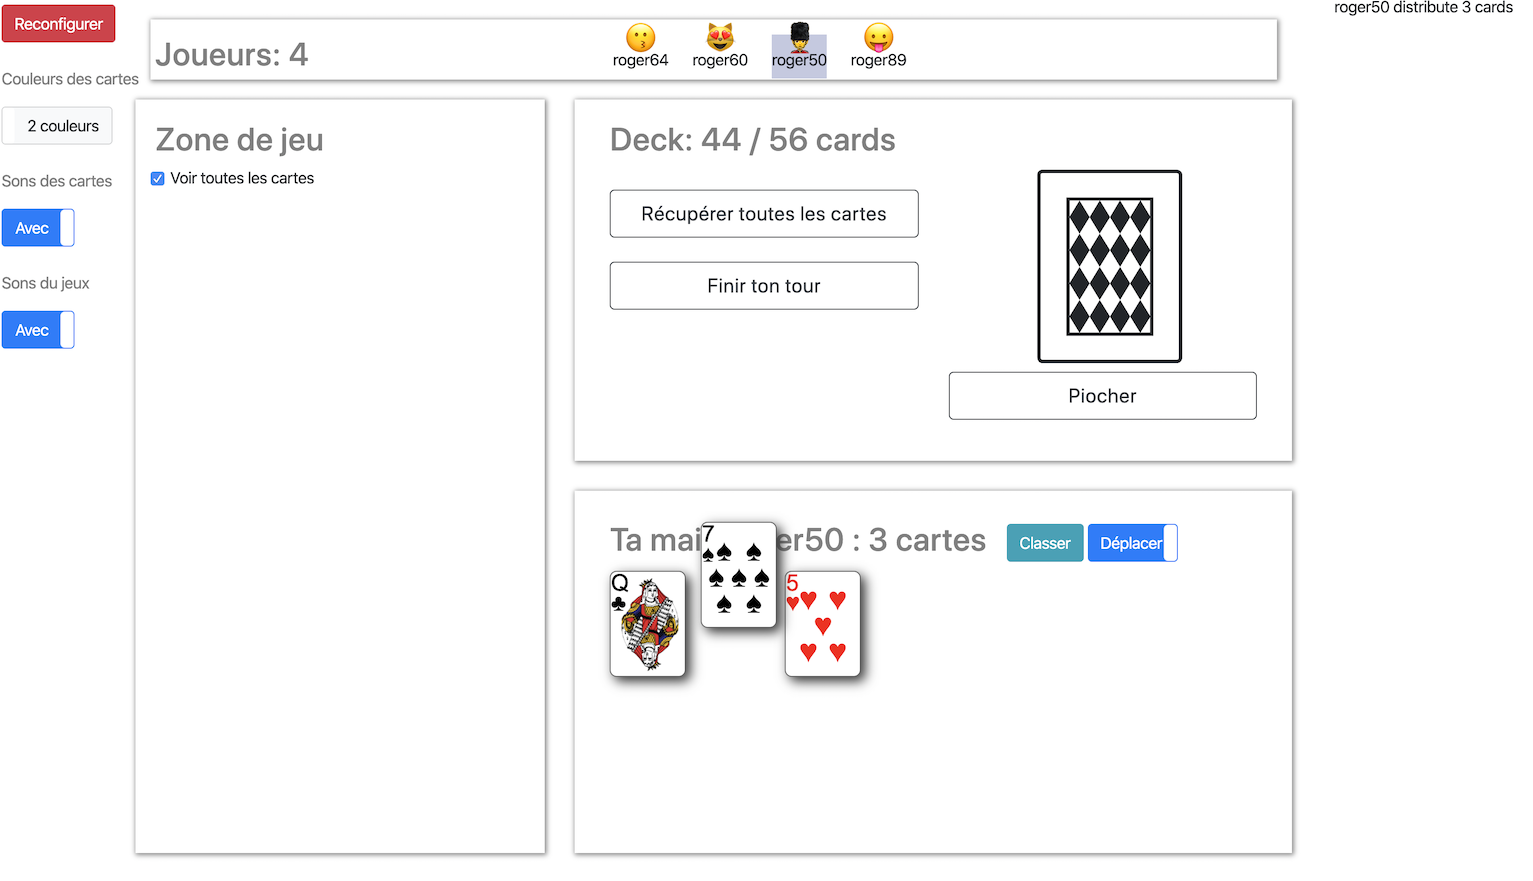 Reconfigurer
Couleurs des cartes
2 couleurs
Sons des cartes
Avec
Sons du jeux
Avec
Joueurs: 4
roger64 roger60 roger50 roger89
roger50 distribute 3 cards
Zone de jeu
Voir toutes les cartes
Deck: 44 / 56 cards
Récupérer toutes les cartes
Finir ton tour
Piocher
Ta mai er50 : 3 cartes
Classer
Déplacer
Q
7
5